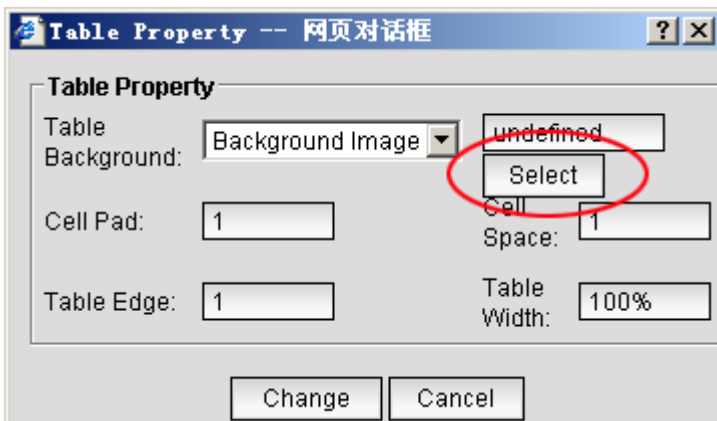 Table Property -- 网页对话框
Table Property
Table Background:
Background Image
undefined
Select
Cell Pad:
1
Cell Space:
1
Table Edge:
1
Table Width:
100%
Change
Cancel